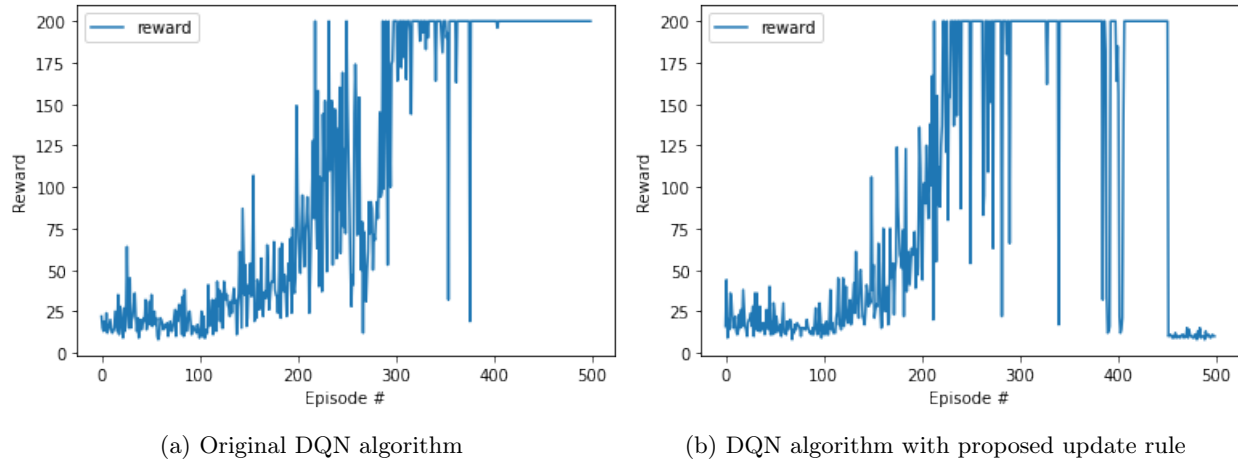 200
175
150
125
100
75
50
25
0
reward
Reward
0 100 200 300 400 500
Episode #
(a) Original DQN algorithm
200
175
150
125
100
75
50
25
0
reward
Reward
0 100 200 300 400 500
Episode #
(b) DQN algorithm with proposed update rule